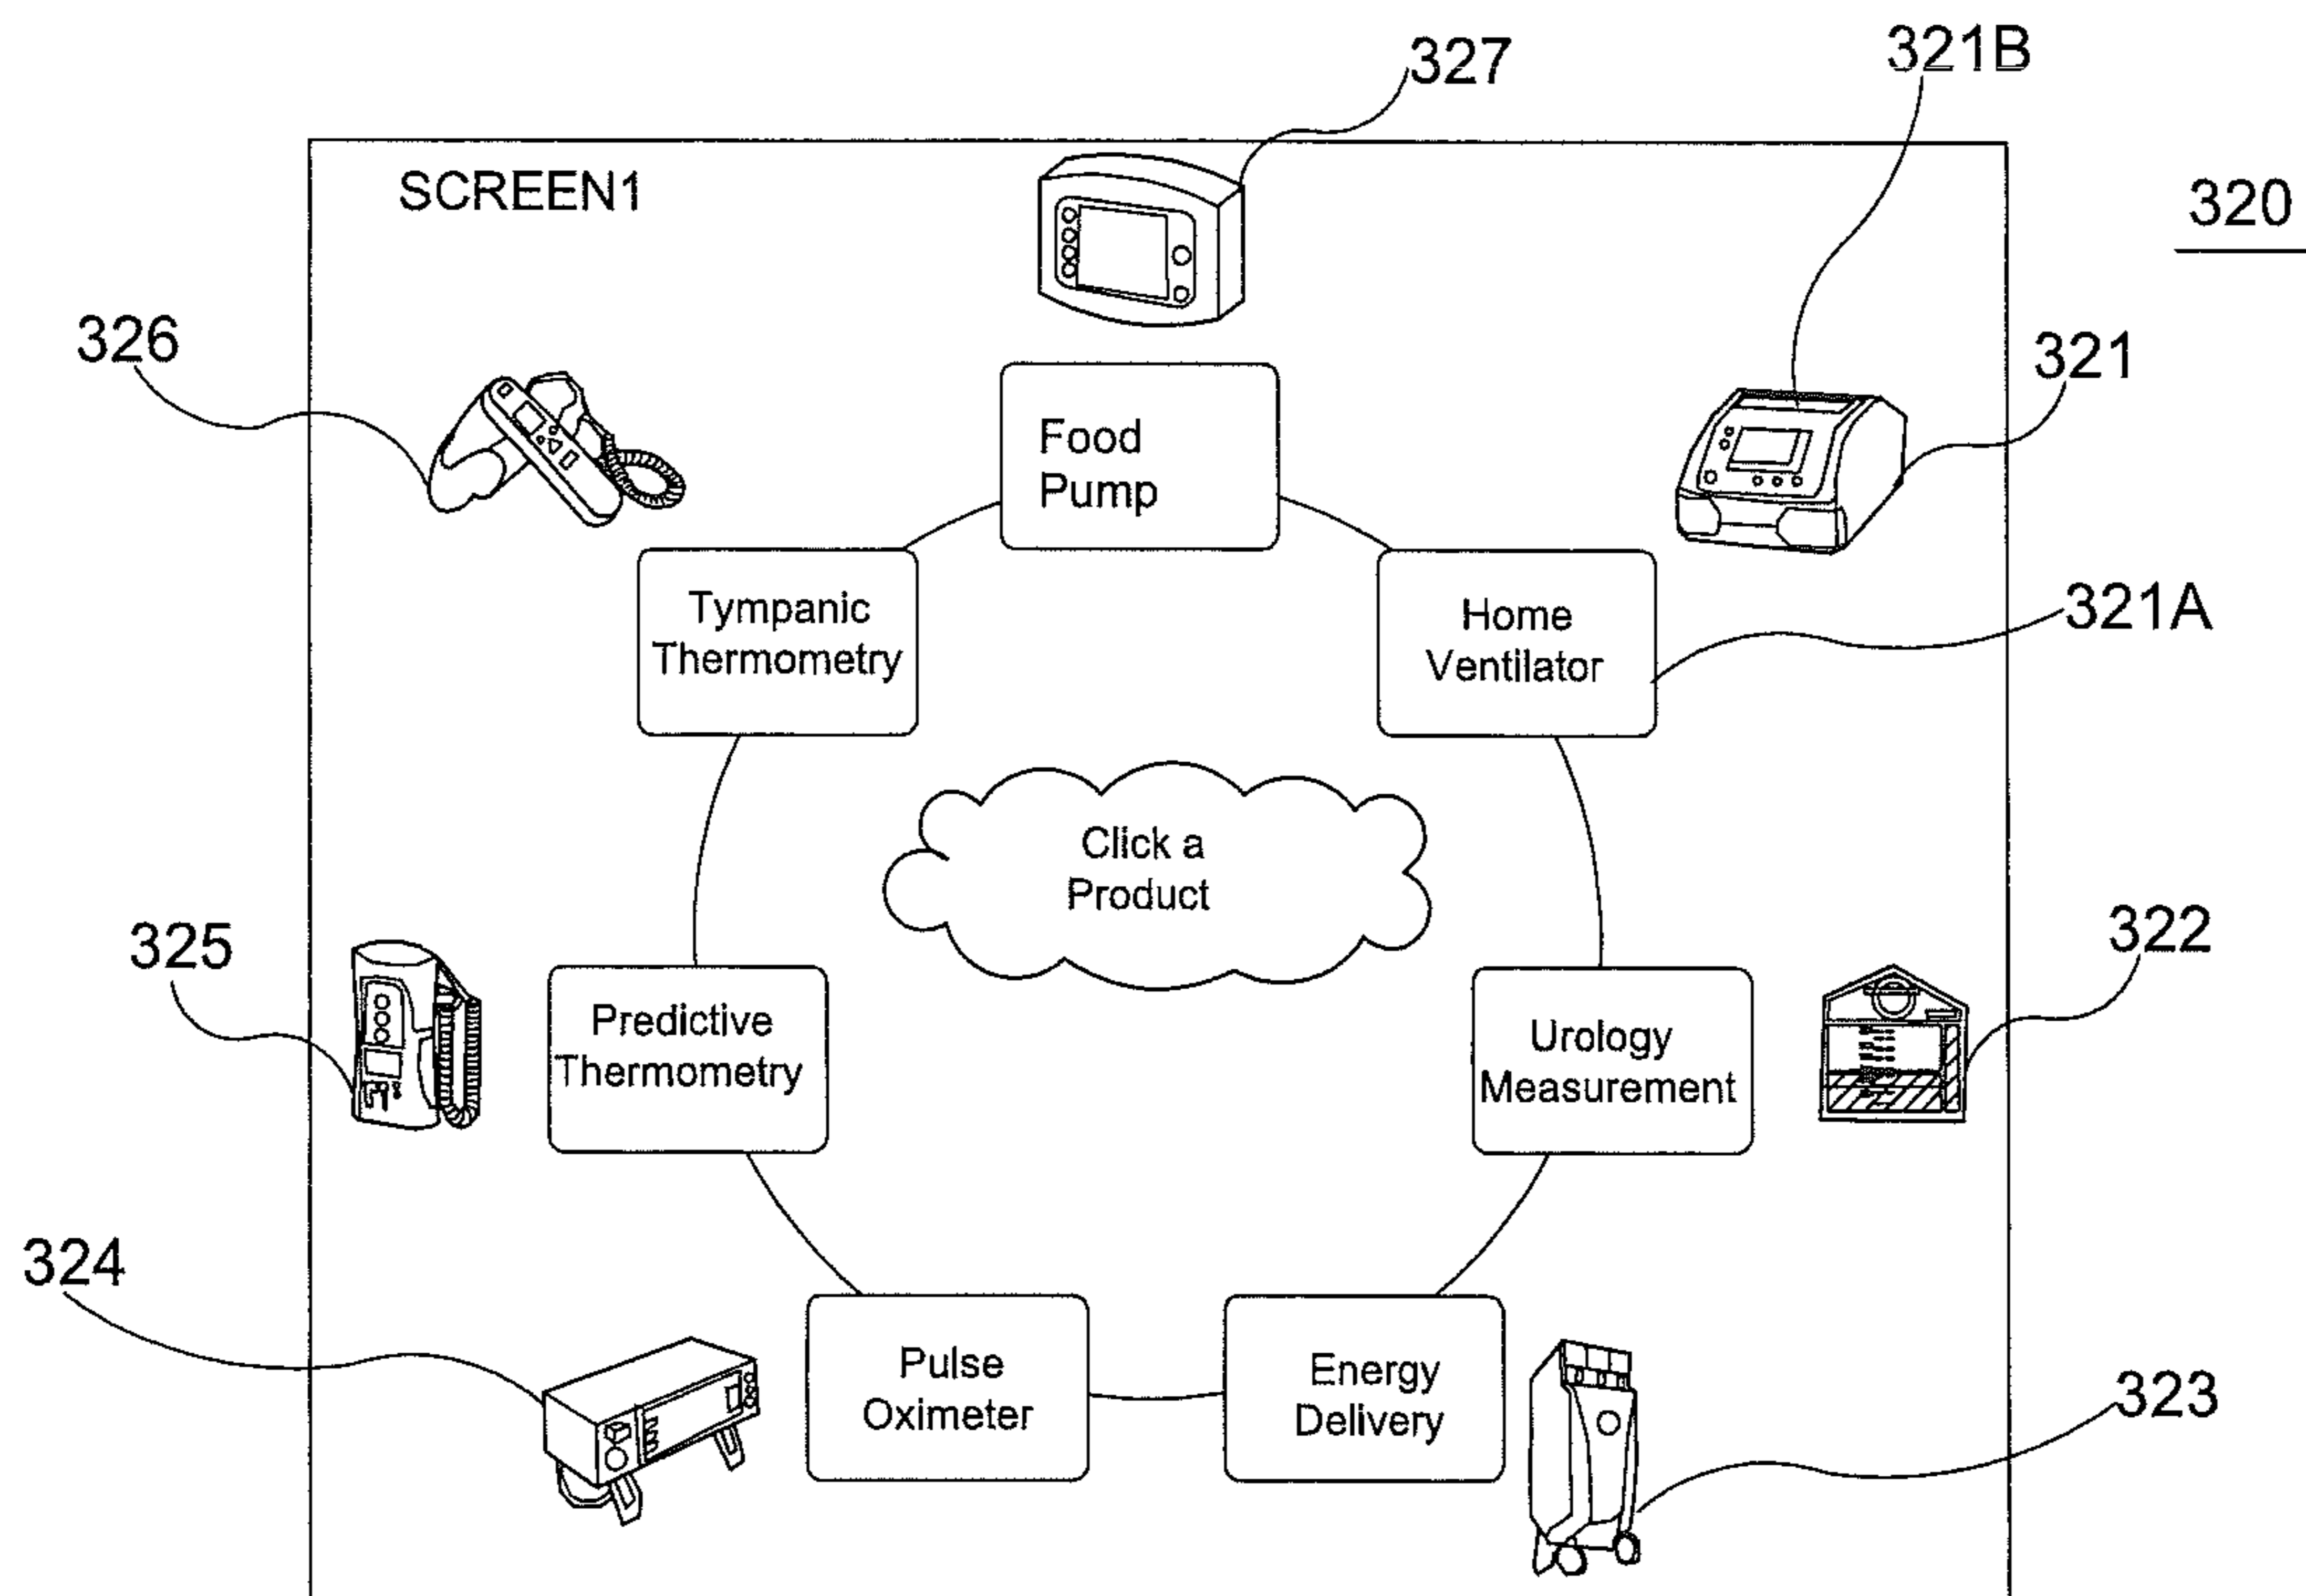 327
321B
SCREEN1
320
326
321
Food
Pump
Tympanic
Thermometry
Home
Ventilator
321A
Click a
Product
325
322
Predictive
Thermometry
Urology
Measurement
324
Pulse
Oximeter
Energy
Delivery
323